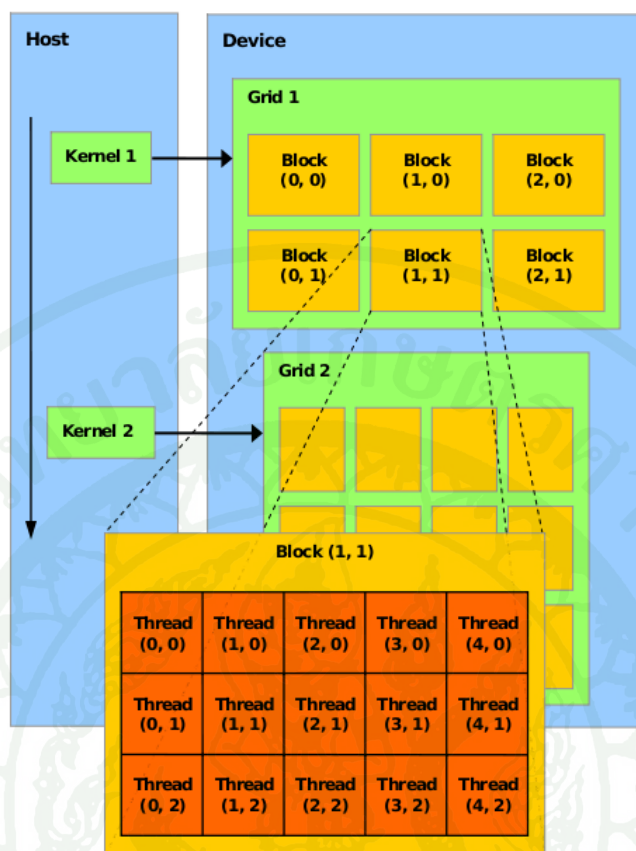 Host
Device
Grid 1
Kernel 1
Block
(0, 0)
Block
(1, 0)
Block
(2, 0)
Block
(0, 1)
Block
(1, 1)
Block
(2, 1)
Grid 2
Kernel 2
Block (1, 1)
Thread
(0, 0)
Thread
(1, 0)
Thread
(2, 0)
Thread
(3, 0)
Thread
(4, 0)
Thread
(0, 1)
Thread
(1, 1)
Thread
(2, 1)
Thread
(3, 1)
Thread
(4, 1)
Thread
(0, 2)
Thread
(1, 2)
Thread
(2, 2)
Thread
(3, 2)
Thread
(4, 2)